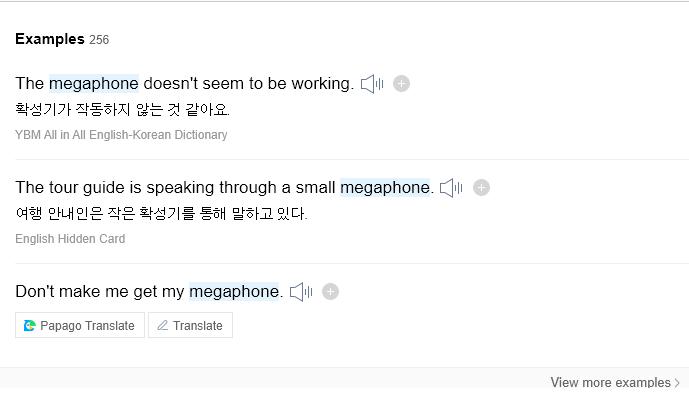 Examples 256
The megaphone doesn't seem to be working.
확성기가 작동하지 않는 것 같아요.
YBM All in All English-Korean Dictionary
The tour guide is speaking through a small megaphone.
여행 안내인은 작은 확성기를 통해 말하고 있다.
English Hidden Card
Don't make me get my megaphone.
Papago Translate Translate
View more examples